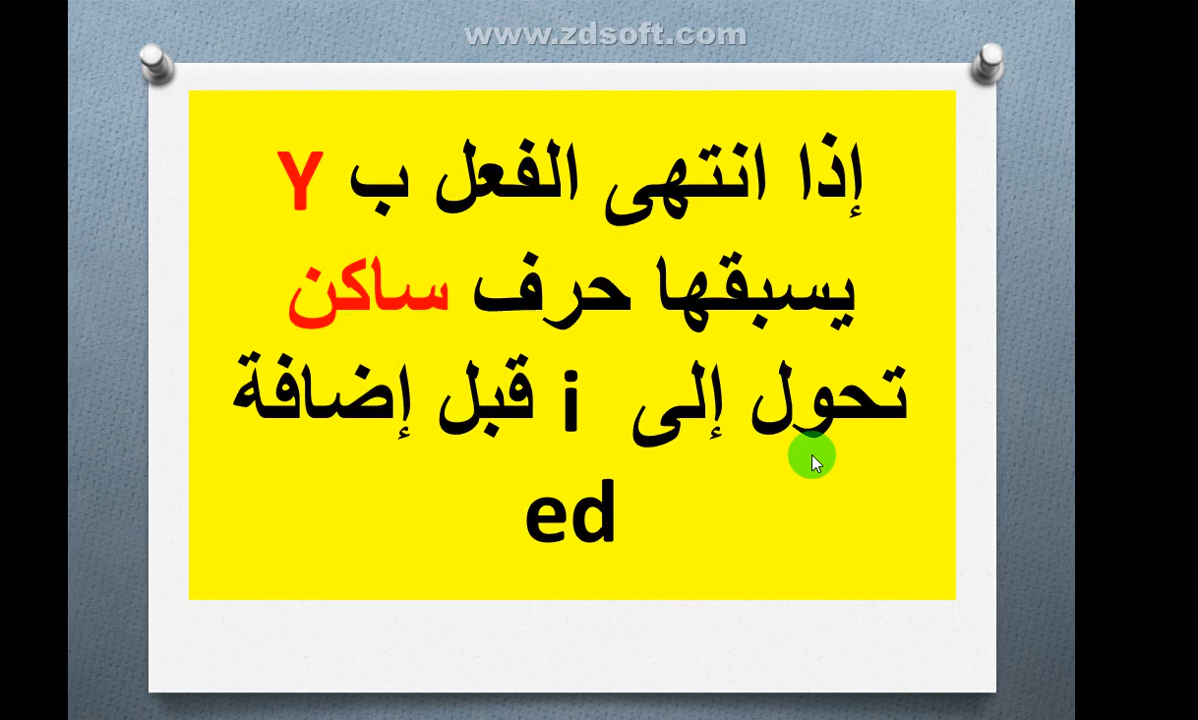 www.zdsoft.com
إذا انتهى الفعل ب Y
يسبقها حرف ساكن
تحول إلى i قبل إضافة
ed